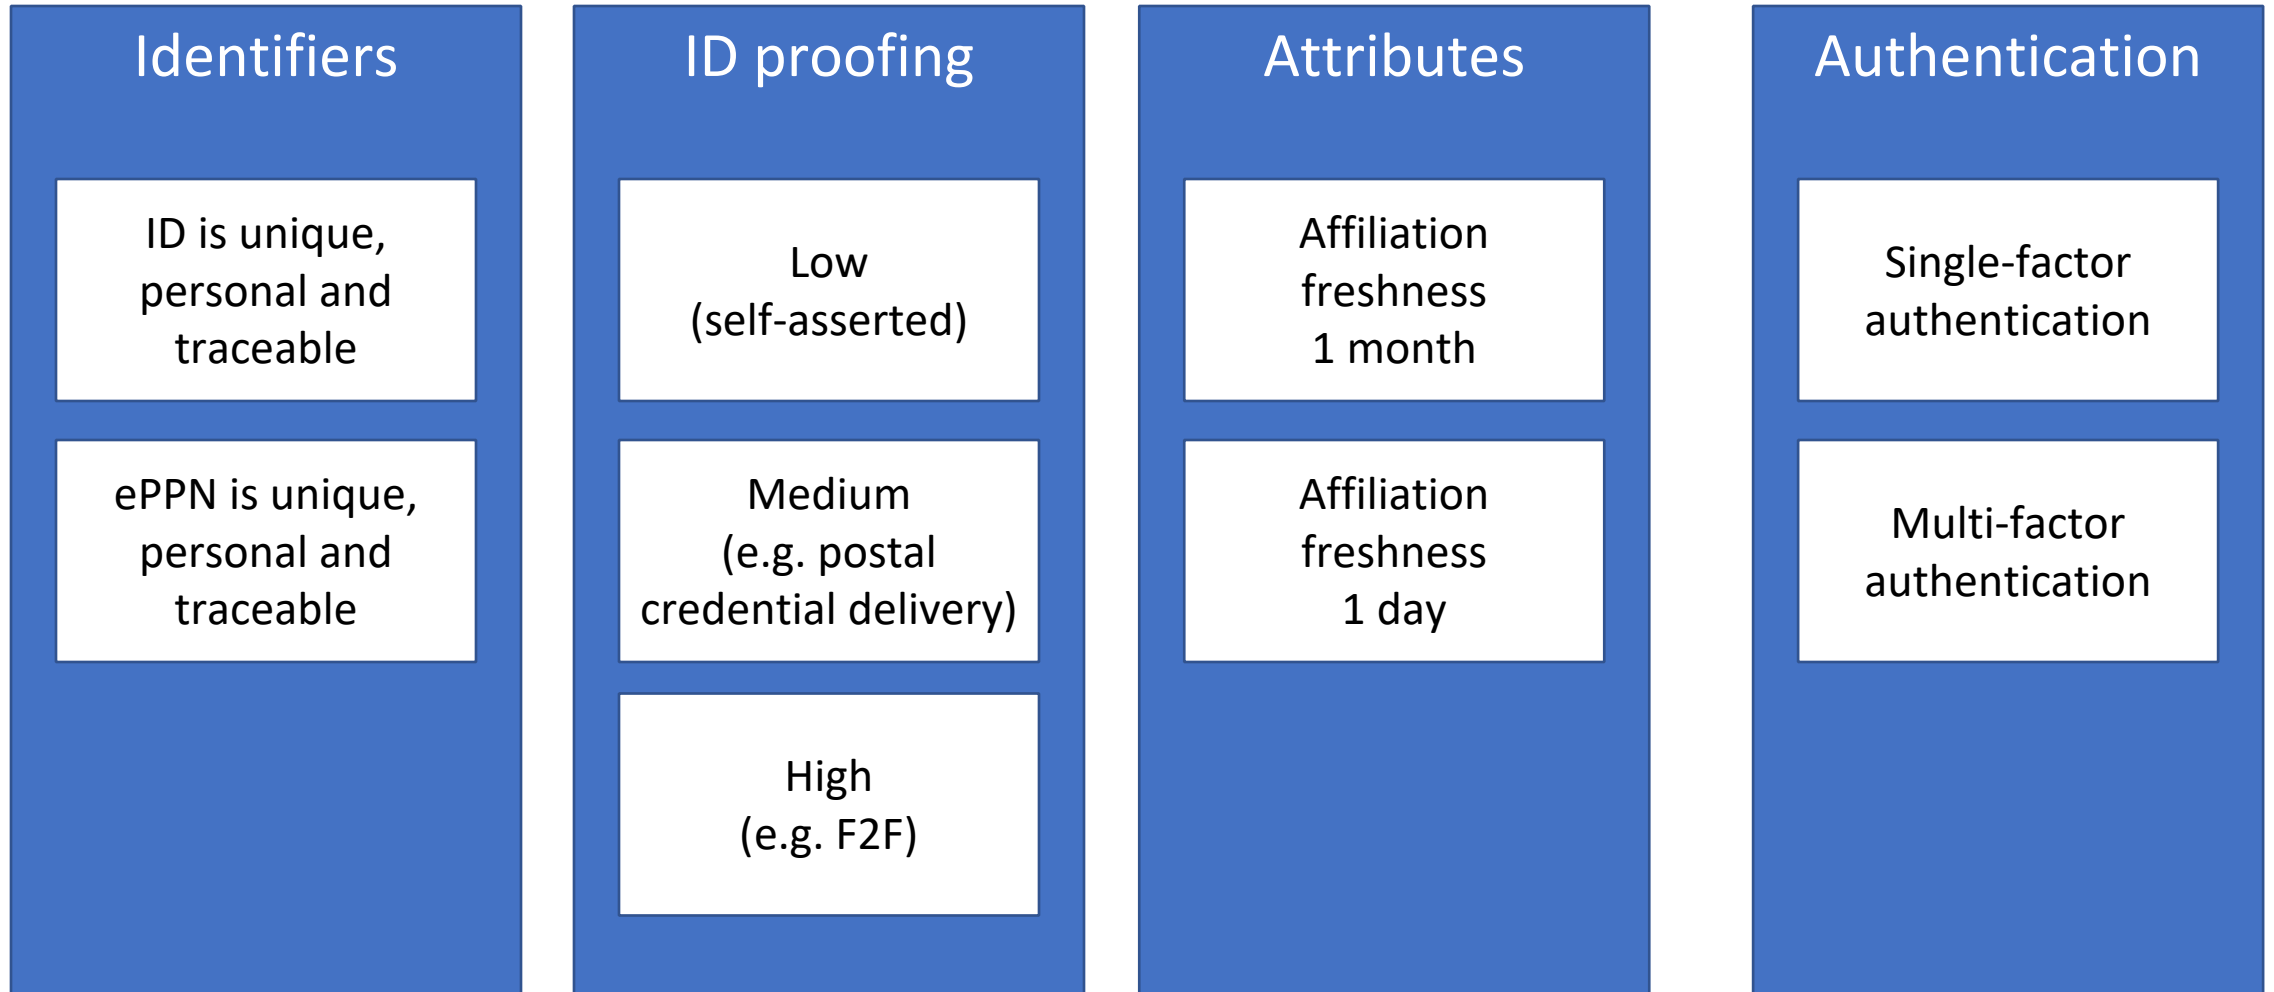 Identifiers
ID is unique,
personal and
traceable
ePPN is unique,
personal and
traceable
ID proofing
Low
(self-asserted)
Medium
(e.g. postal
credential delivery)
High
(e.g. F2F)
Attributes
Affiliation
freshness
1 month
Affiliation
freshness
1 day
Authentication
Single-factor
authentication
Multi-factor
authentication